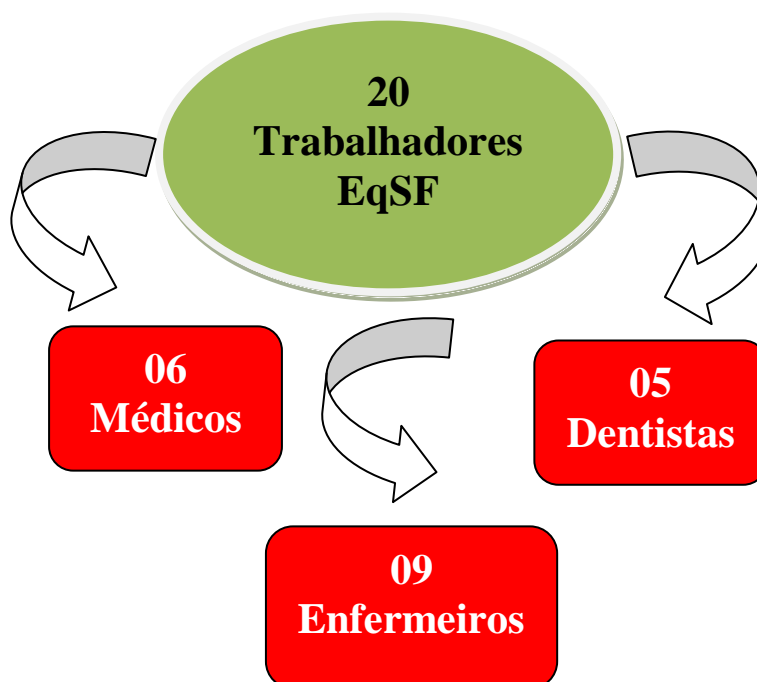 20
Trabalhadores
EqSF
06
Médicos
05
Dentistas
09
Enfermeiros